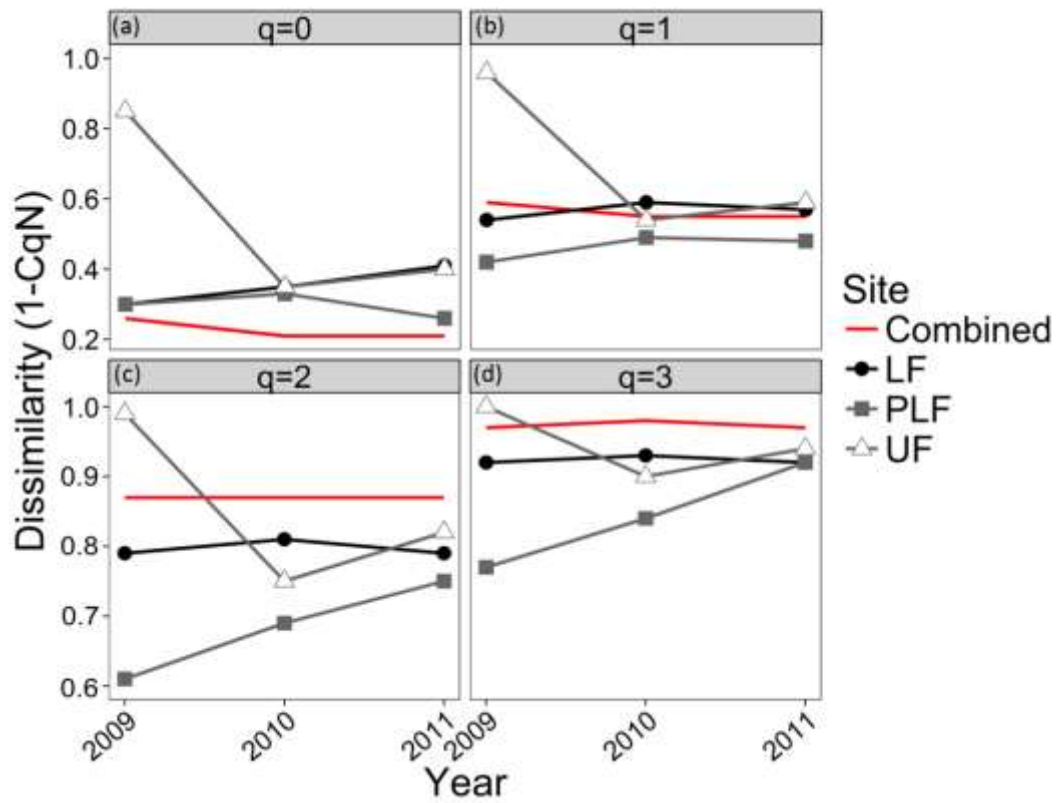 (a) q=0
(b) q=1
1.0
0.8
0.6
0.4
0.2
(c) q=2
(d) q=3
1.0
0.9
0.8
0.7
0.6
Dissimilarity (1-CqN)
2009
2010
2011
2009
2010
2011
Year
Site
Combined
LF
PLF
UF